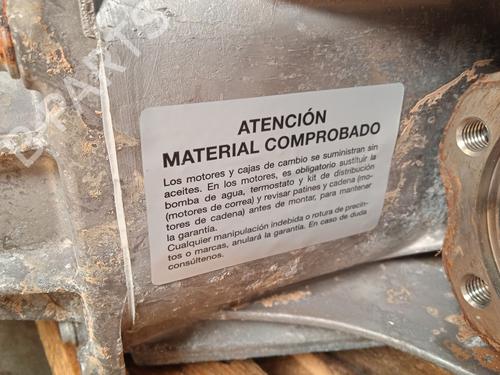 ATENCIÓN
MATERIAL COMPROBADO
Los motores y cajas de cambio se suministran sin
aceites. En los motores, es obligatorio sustituir la
bomba de agua, termostato y kit de distribución
(motores de correa) y revisar patines y cadena (mo-
tores de cadena) antes de montar, para mantener
la garantía.
Cualquier manipulación indebida o rotura de precin-
tos o marcas, anulará la garantía. En caso de duda
consúltenos.